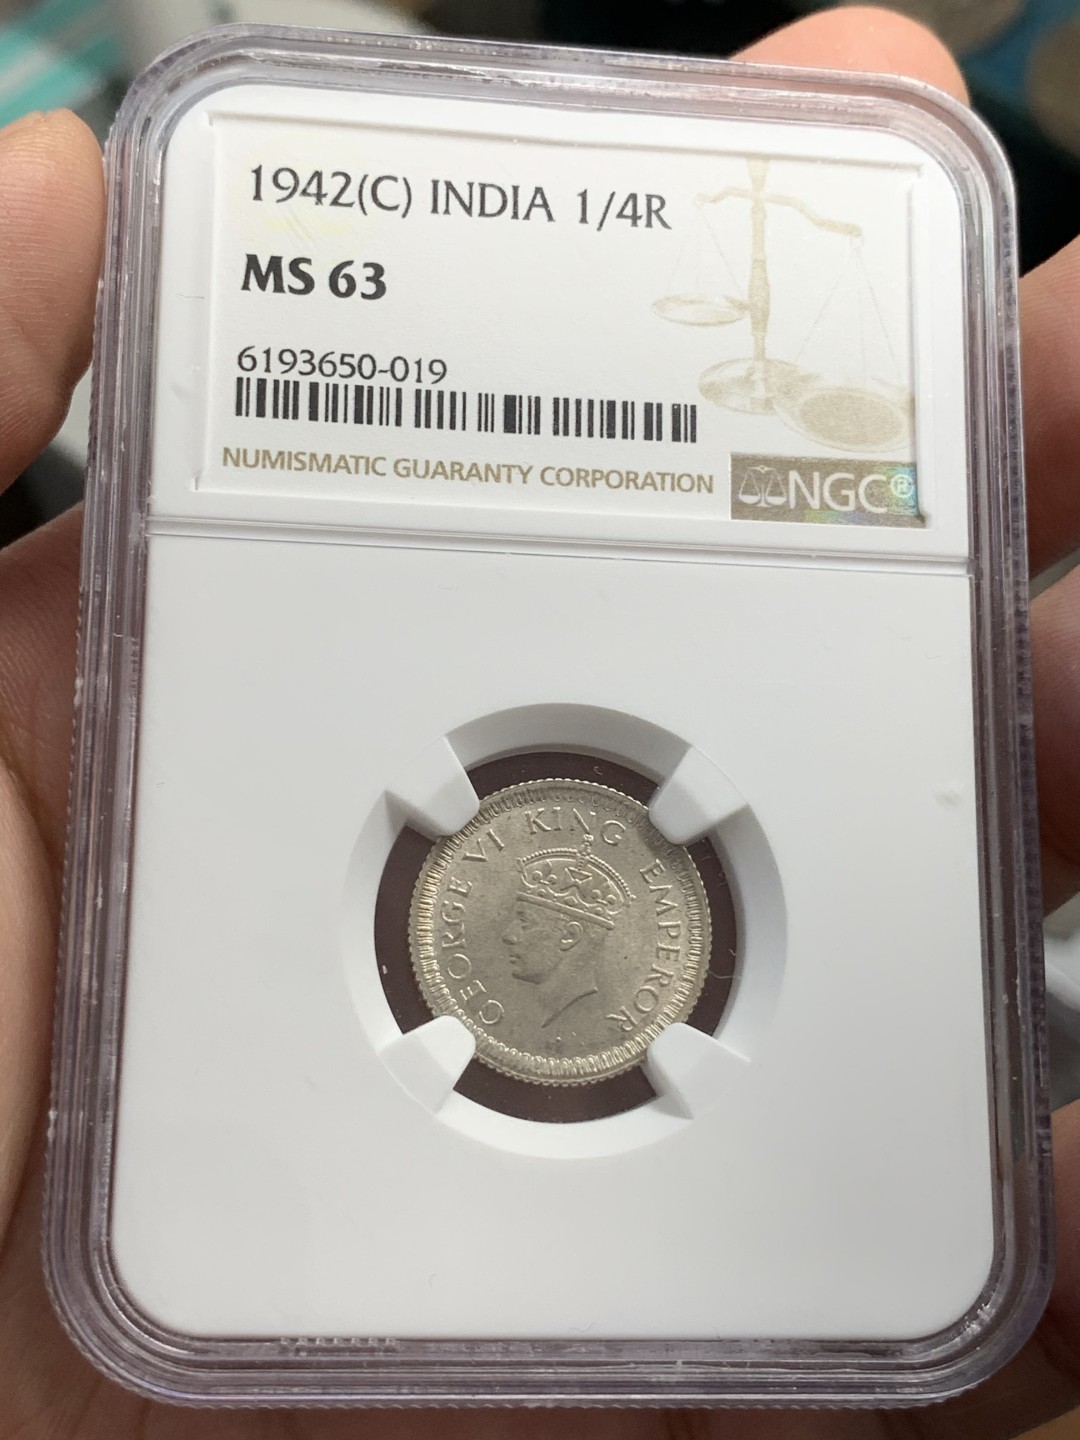 1942(C) INDIA 1/4R
MS 63
6193650-019
NUMISMATIC GUARANTY CORPORATION
NGC®
GEORGE VI KING EMPEROR